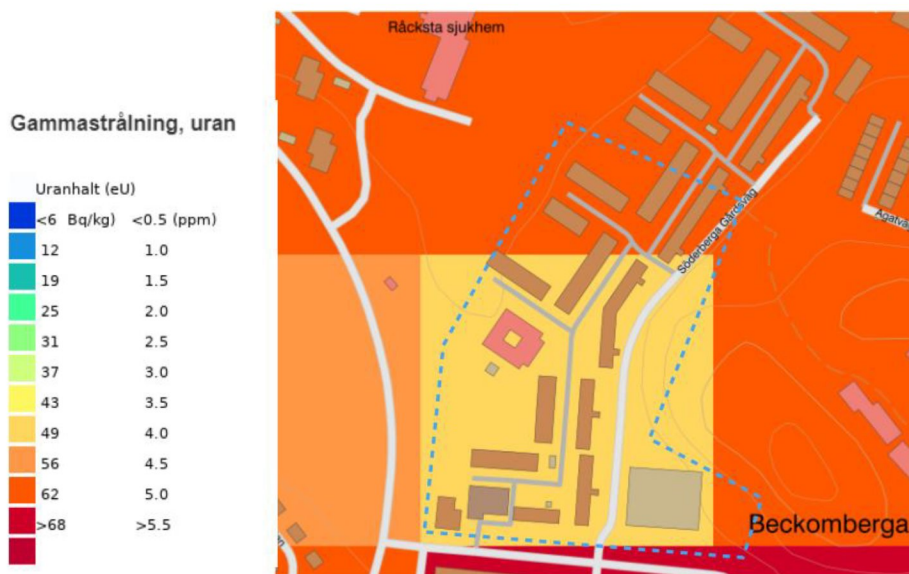 Gammastrålning, uran
Uranhalt (eU)
<6 Bq/kg) <0.5 (ppm)
12 1.0
19 1.5
25 2.0
31 2.5
37 3.0
43 3.5
49 4.0
56 4.5
62 5.0
>68 >5.5
Råcksta sjukhem
Söderberga Gårdsväg
Agatvä
Beckomberga